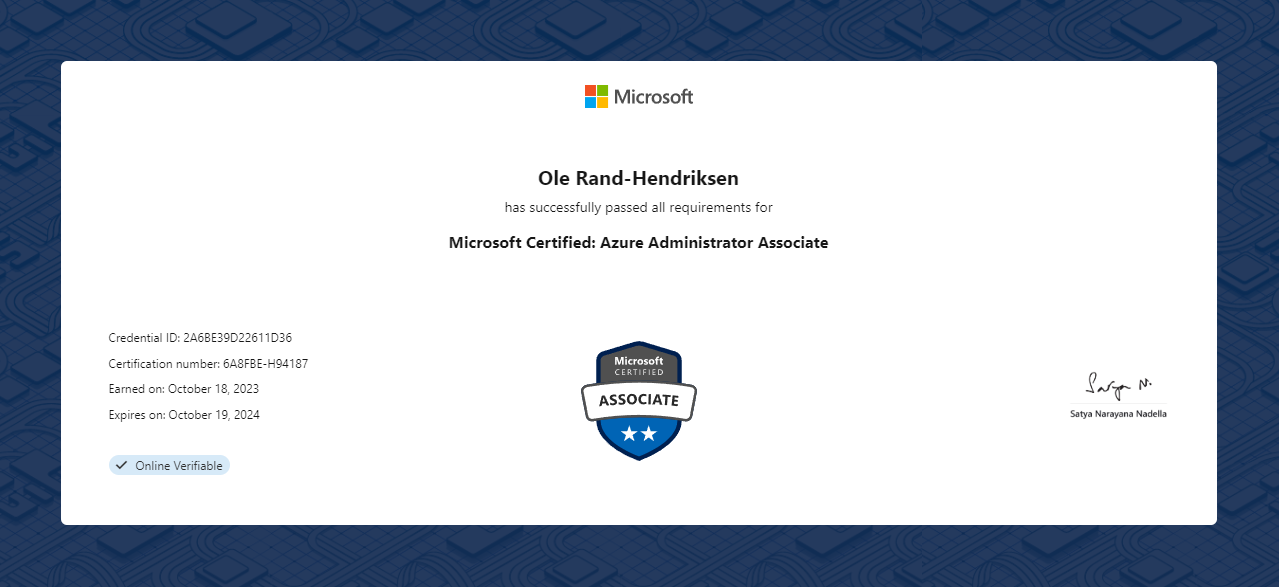 Microsoft
Ole Rand-Hendriksen
has successfully passed all requirements for
Microsoft Certified: Azure Administrator Associate
Credential ID: 2A6BE39D22611D36
Certification number: 6A8FBE-H94187
Earned on: October 18, 2023
Expires on: October 19, 2024
Online Verifiable
Microsoft
CERTIFIED
ASSOCIATE
Satya N.
Satya Narayana Nadella